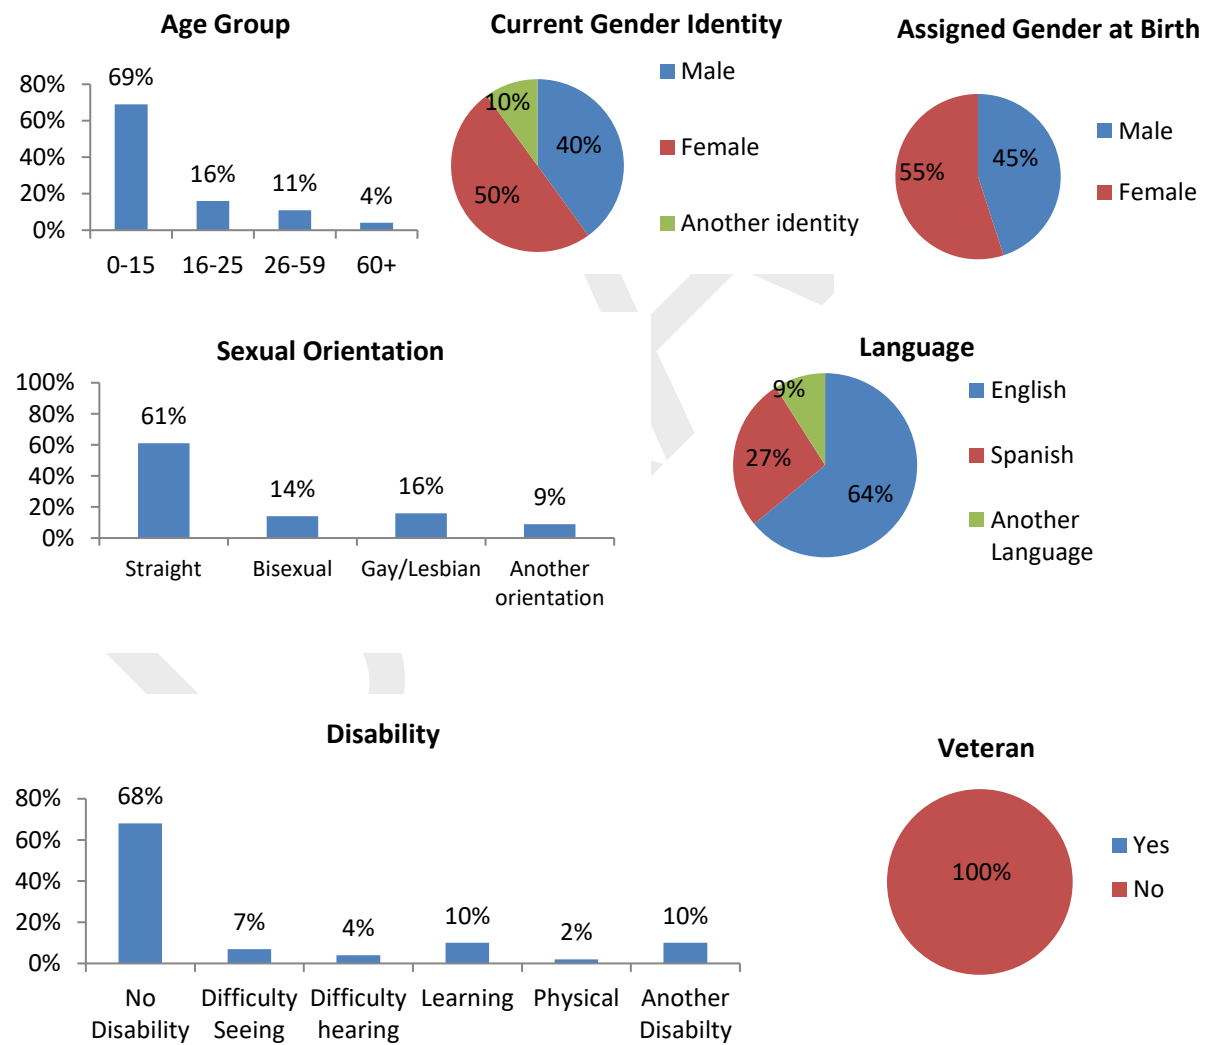 Age Group
80%
60%
40%
20%
0%
69%
16%
11%
4%
0-15 16-25 26-59 60+
Current Gender Identity
10%
40%
50%
Male
Female
Another identity
Assigned Gender at Birth
55%
45%
Male
Female
Sexual Orientation
100%
80%
60%
40%
20%
0%
61%
14%
16%
9%
Straight Bisexual Gay/Lesbian Another
orientation
Language
9%
27%
64%
English
Spanish
Another
Language
Disability
80%
60%
40%
20%
0%
68%
7%
4%
10%
2%
10%
No Difficulty Difficulty Learning Physical Another
Disability Seeing hearing Disabilty
Veteran
100%
Yes
No